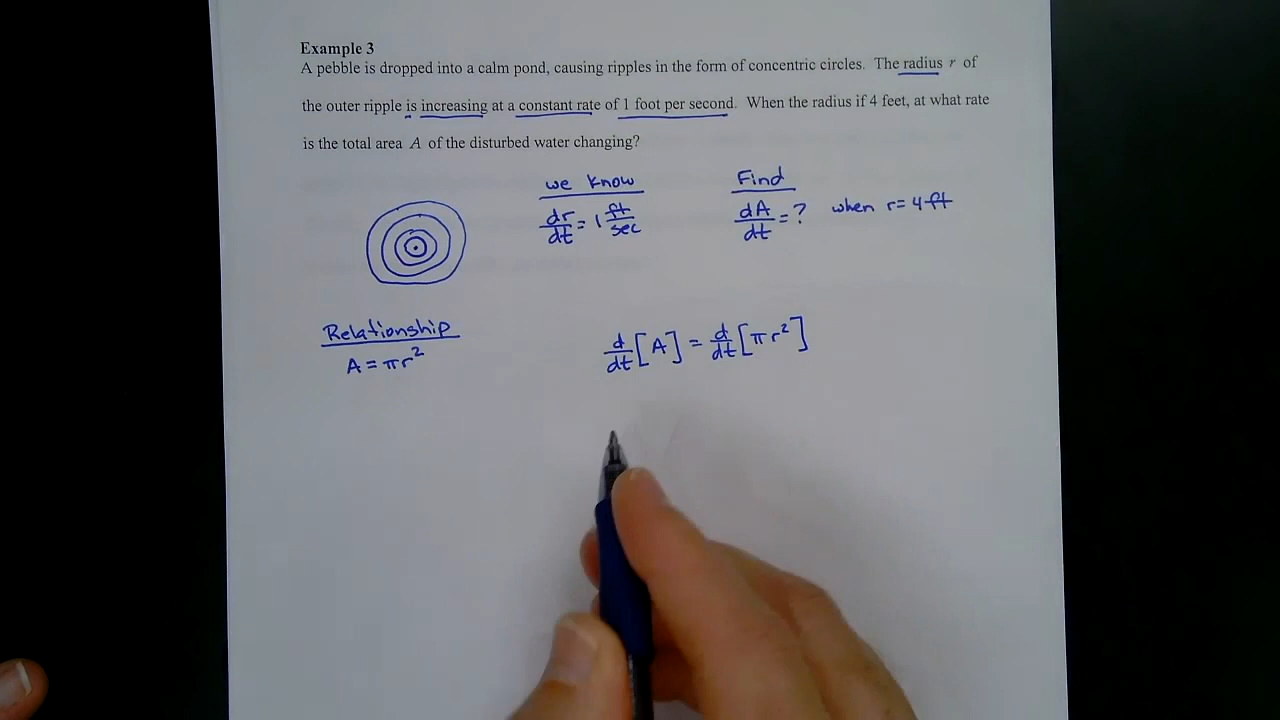 Example 3
A pebble is dropped into a calm pond, causing ripples in the form of concentric circles. The radius r of
the outer ripple is increasing at a constant rate of 1 foot per second. When the radius if 4 feet, at what rate
is the total area A of the disturbed water changing?
we know
dr/dt = 1 ft/sec
Find
dA/dt = ? when r = 4 ft
Relationship
A = πr²
d/dt [A] = d/dt [πr²]